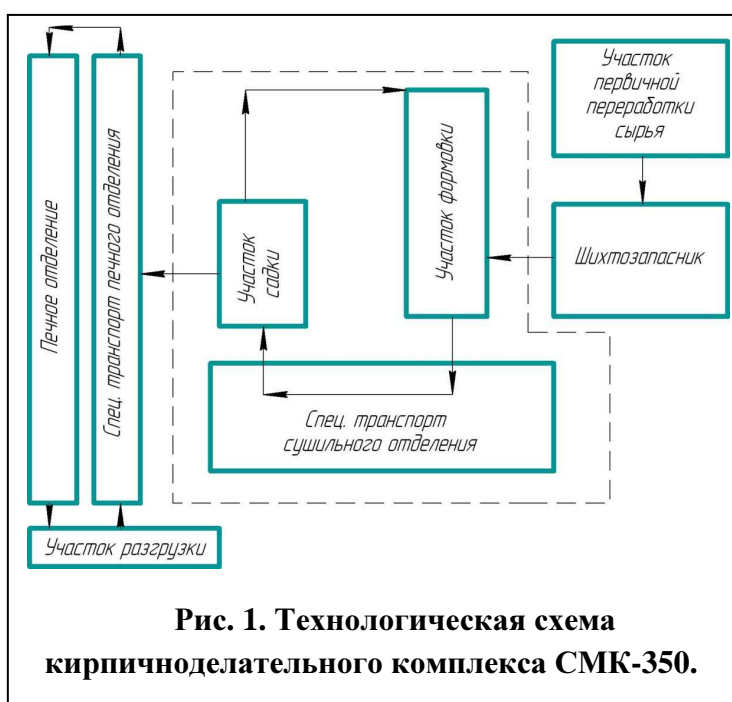 Участок
первичной
переработки
сырья
Печное отделение
Спец. транспорт печного отделения
Участок
садки
Участок формовки
Шихтозапасник
Спец. транспорт
сушильного отделения
Участок разгрузки
Рис. 1. Технологическая схема
кирпичноделательного комплекса СМК-350.